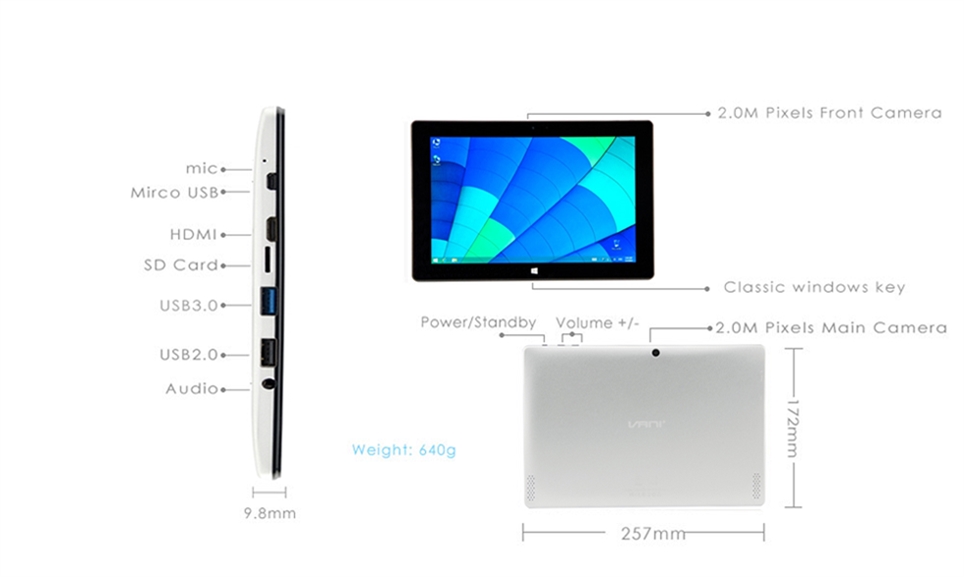 2.0M Pixels Front Camera
mic
Mirco USB
HDMI
SD Card
USB3.0
USB2.0
Audio
Classic windows key
Power/Standby
Volume +/-
2.0M Pixels Main Camera
172mm
Weight: 640g
9.8mm
257mm